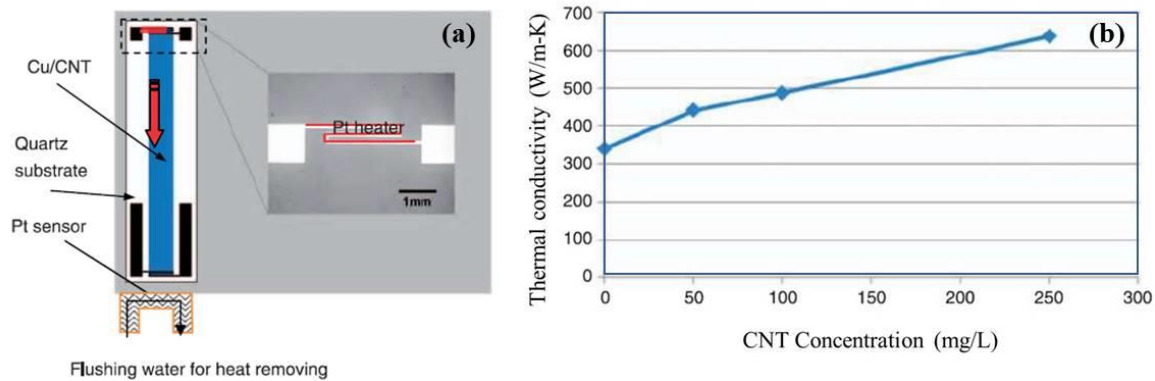 (a)
Cu/CNT
Quartz
substrate
Pt sensor
Pt heater
1mm
Flushing water for heat removing
(b)
Thermal conductivity (W/m-K)
700
600
500
400
300
200
100
0
0
50
100
150
200
250
300
CNT Concentration (mg/L)